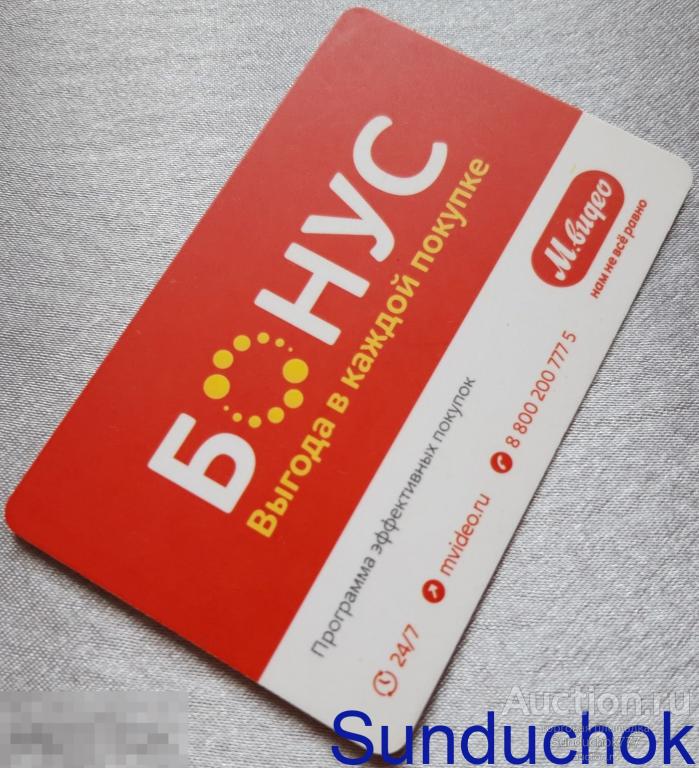 БОНУС
Выгода в каждой покупке
М.видео
нам не всё равно
Программа эффективных покупок
24/7
mvideo.ru
8 800 200 777 5
Auction.ru
Sunduchok